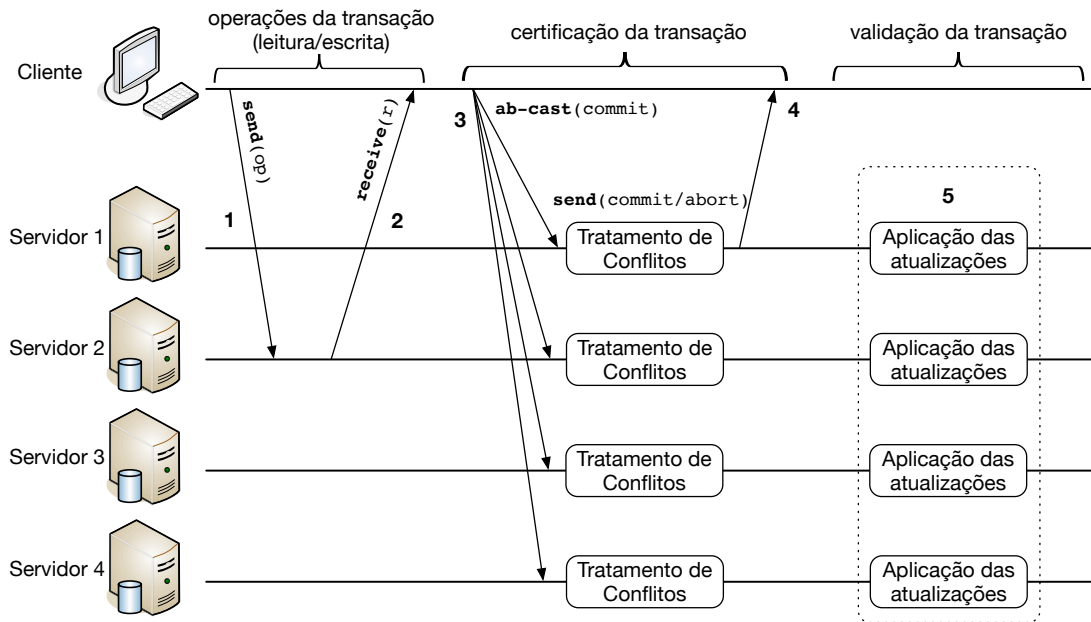 operações da transação
(leitura/escrita)
certificação da transação
validação da transação
Cliente
send(op)
receive(r)
3
ab-cast(commit)
4
send(commit/abort)
5
1
2
Servidor 1
Tratamento de
Conflitos
Aplicação das
atualizações
Servidor 2
Tratamento de
Conflitos
Aplicação das
atualizações
Servidor 3
Tratamento de
Conflitos
Aplicação das
atualizações
Servidor 4
Tratamento de
Conflitos
Aplicação das
atualizações